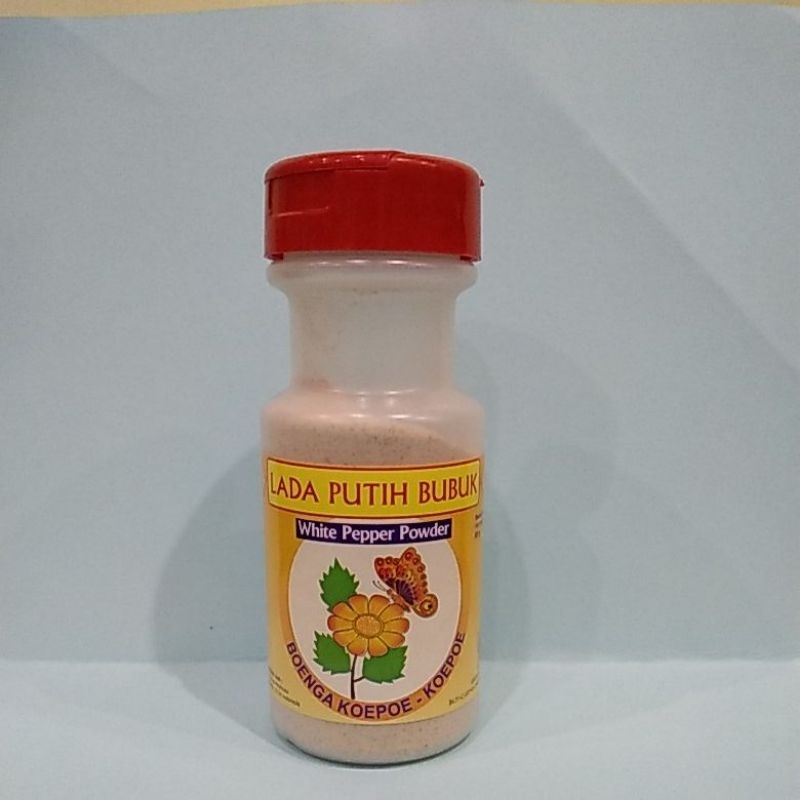 LADA PUTIH BUBUK
White Pepper Powder
BOENGA KOEPOE - KOEPOE